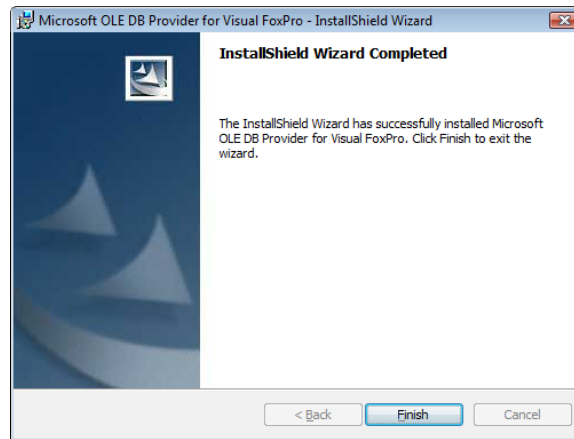 Microsoft OLE DB Provider for Visual FoxPro - InstallShield Wizard
InstallShield Wizard Completed
The InstallShield Wizard has successfully installed Microsoft
OLE DB Provider for Visual FoxPro. Click Finish to exit the
wizard.
< Back Finish Cancel